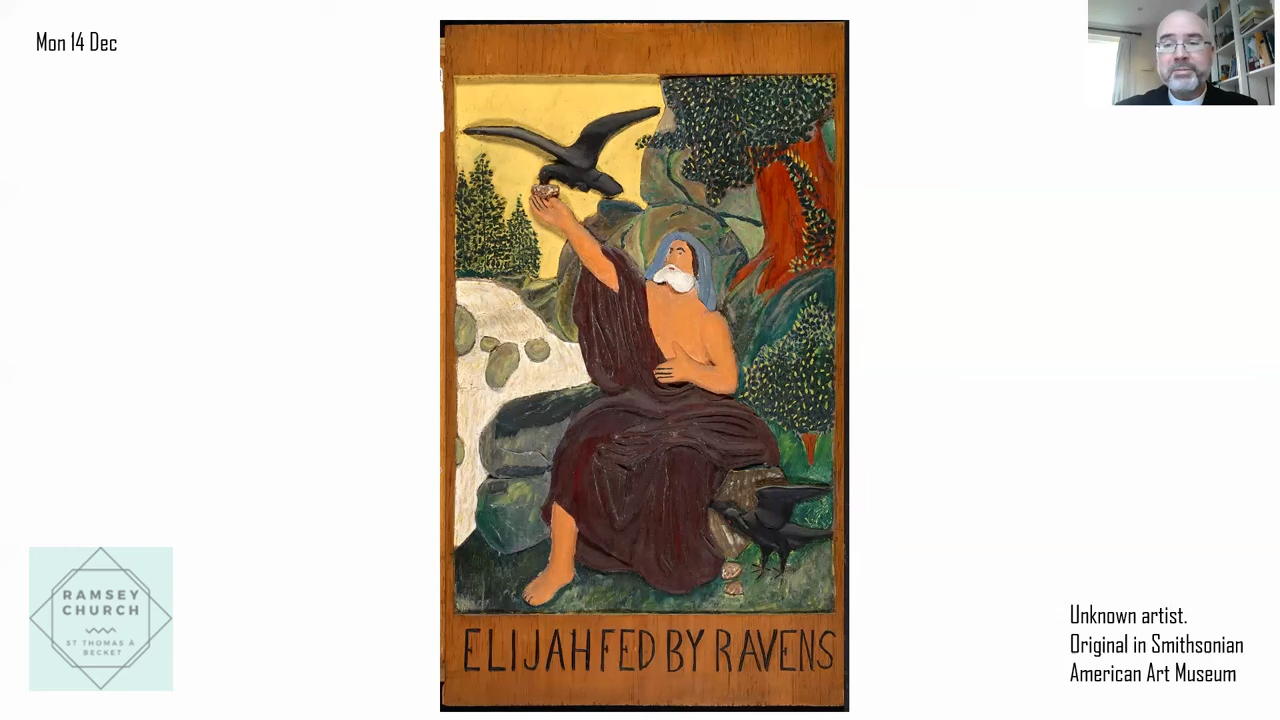 Mon 14 Dec
ELIJAH FED BY RAVENS
RAMSEY
CHURCH
ST THOMAS À
BECKET
Unknown artist.
Original in Smithsonian
American Art Museum